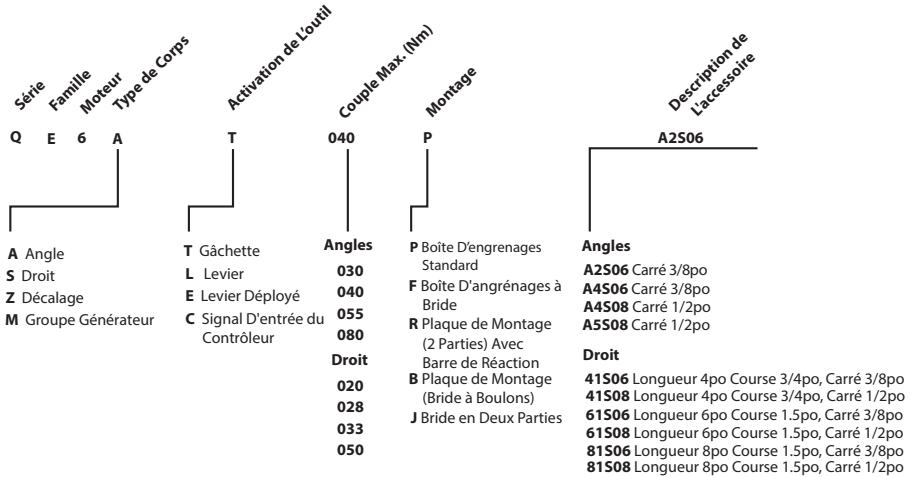 Série
Famille
Moteur
Type de Corps
Activation de L'outil
Couple Max. (Nm)
Montage
Description de
L'accessoire
Q E 6 A T 040 P A2S06
A Angle
S Droit
Z Décalage
M Groupe Générateur
T Gâchette
L Levier
E Levier Déployé
C Signal D'entrée du
Contrôleur
Angles
030
040
055
080
Droit
020
028
033
050
P Boîte D'engrenages
Standard
F Boîte D'angrénages à
Bride
R Plaque de Montage
(2 Parties) Avec
Barre de Réaction
B Plaque de Montage
(Bride à Boulons)
J Bride en Deux Parties
Angles
A2S06 Carré 3/8po
A4S06 Carré 3/8po
A4S08 Carré 1/2po
A5S08 Carré 1/2po
Droit
41S06 Longueur 4po Course 3/4po, Carré 3/8po
41S08 Longueur 4po Course 3/4po, Carré 1/2po
61S06 Longueur 6po Course 1.5po, Carré 3/8po
61S08 Longueur 6po Course 1.5po, Carré 1/2po
81S06 Longueur 8po Course 1.5po, Carré 3/8po
81S08 Longueur 8po Course 1.5po, Carré 1/2po